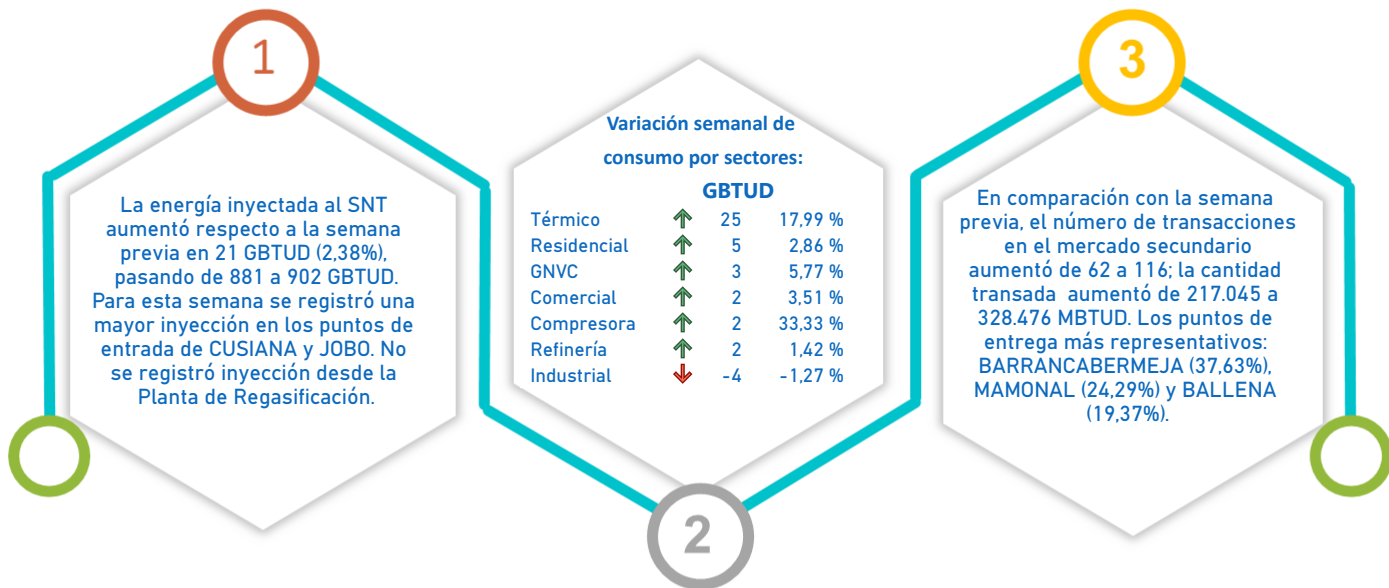 1
La energía inyectada al SNT
aumentó respecto a la semana
previa en 21 GBTUD (2,38%),
pasando de 881 a 902 GBTUD.
Para esta semana se registró una
mayor inyección en los puntos de
entrada de CUSIANA y JOBO. No
se registró inyección desde la
Planta de Regasificación.
Variación semanal de
consumo por sectores:
GBTUD
Térmico 25 17,99 %
Residencial 5 2,86 %
GNVC 3 5,77 %
Comercial 2 3,51 %
Compresora 2 33,33 %
Refinería 2 1,42 %
Industrial -4 -1,27 %
2
3
En comparación con la semana
previa, el número de transacciones
en el mercado secundario
aumentó de 62 a 116; la cantidad
transada aumentó de 217.045 a
328.476 MBTUD. Los puntos de
entrega más representativos:
BARRANCABERMEJA (37,63%),
MAMONAL (24,29%) y BALLENA
(19,37%).